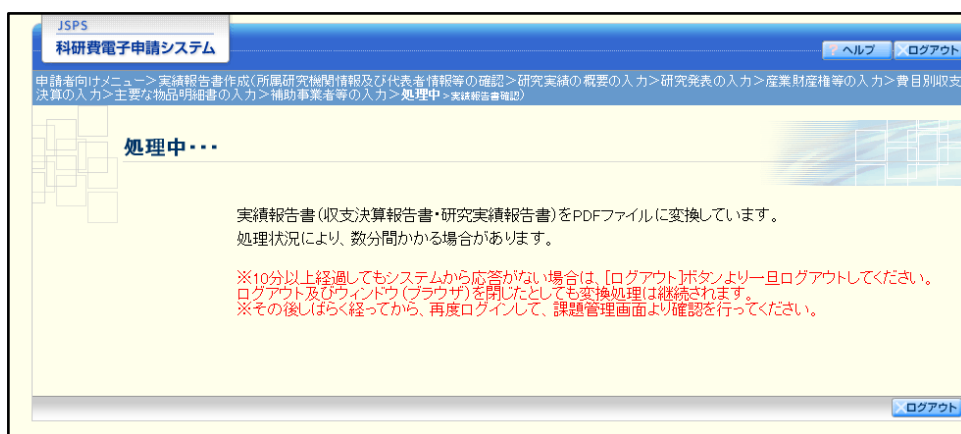 JSPS
科研費電子申請システム
? ヘルプ
ログアウト
申請者向けメニュー>実績報告書作成(所属研究機関情報及び代表者情報等の確認>研究実績の概要の入力>研究発表の入力>産業財産権等の入力>費目別収支
決算の入力>主要な物品明細書の入力>補助事業者等の入力>処理中>実績報告書確認)
処理中・・・
実績報告書(収支決算報告書・研究実績報告書)をPDFファイルに変換しています。
処理状況により、数分間かかる場合があります。
※10分以上経過してもシステムから応答がない場合は、[ログアウト]ボタンより一旦ログアウトしてください。
ログアウト及びウィンドウ(ブラウザ)を閉じたとしても変換処理は継続されます。
※その後しばらく経ってから、再度ログインして、課題管理画面より確認を行ってください。
ログアウト